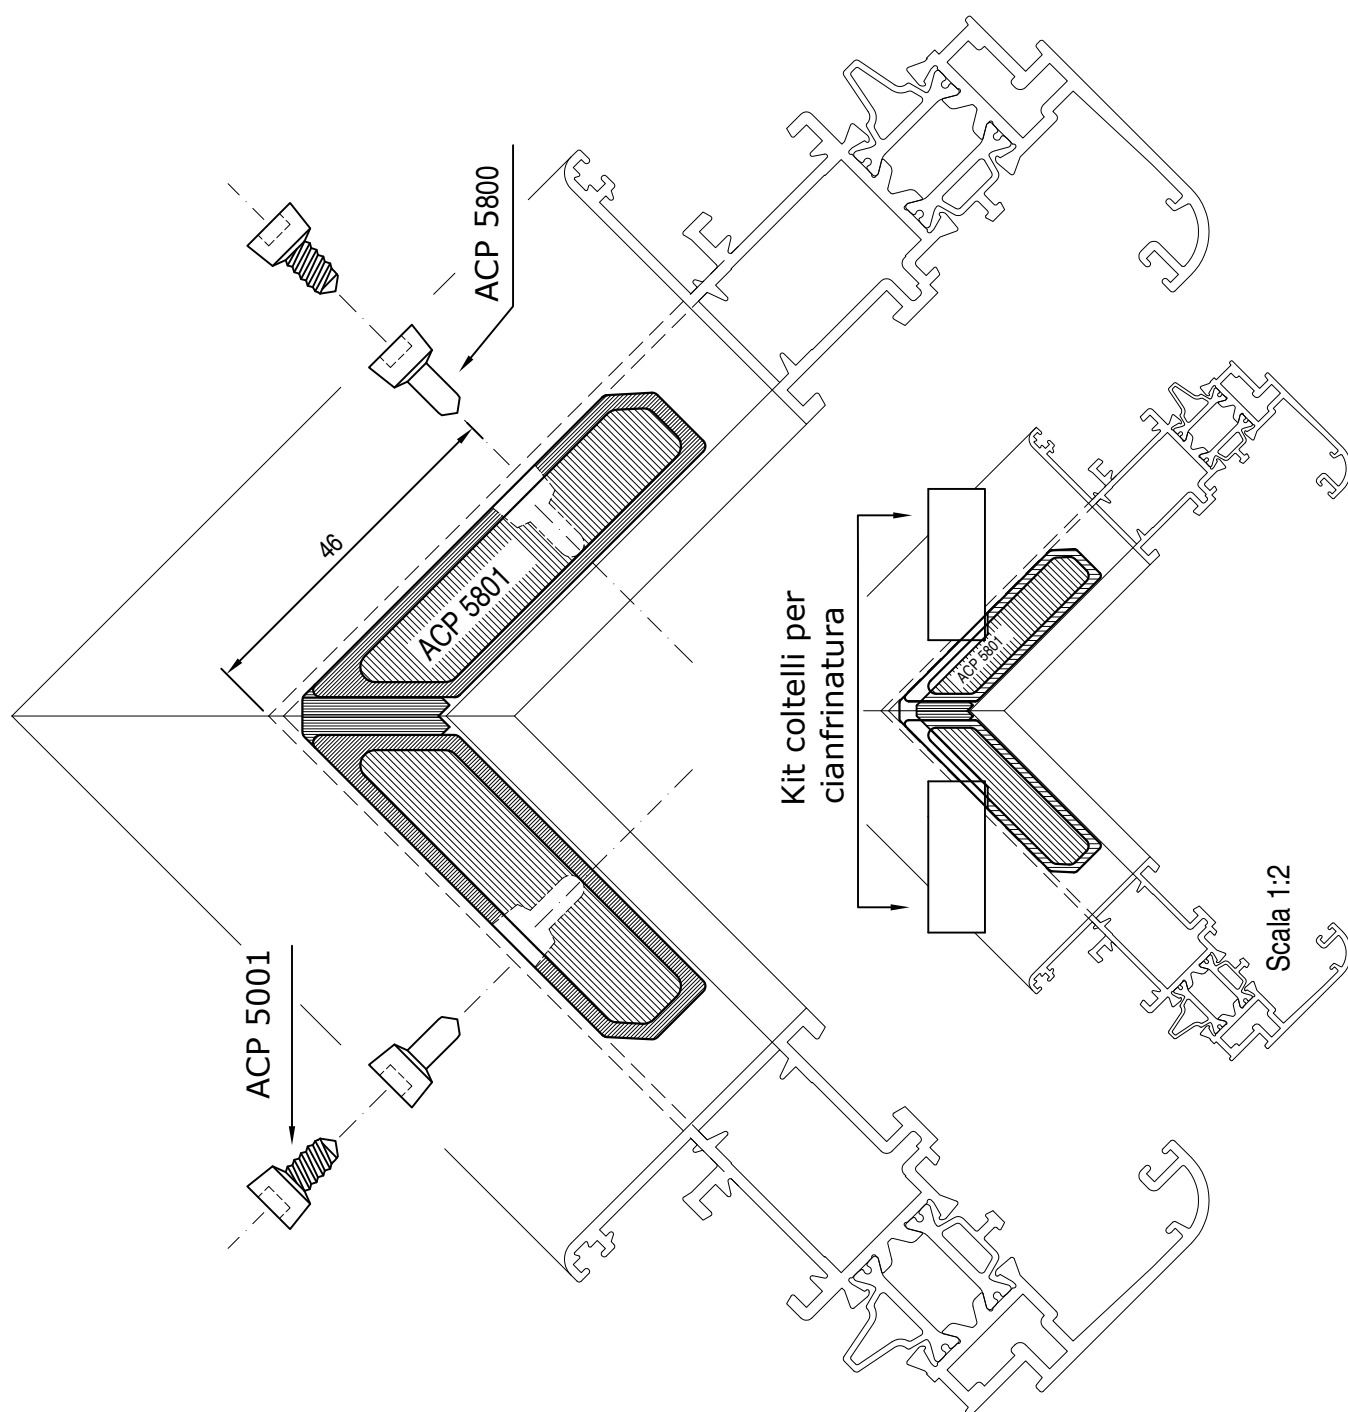 ACP 5001
ACP 5800
46
ACP 5801
Kit coltelli per
cianfrinatura
ACP 5801
Scala 1:2